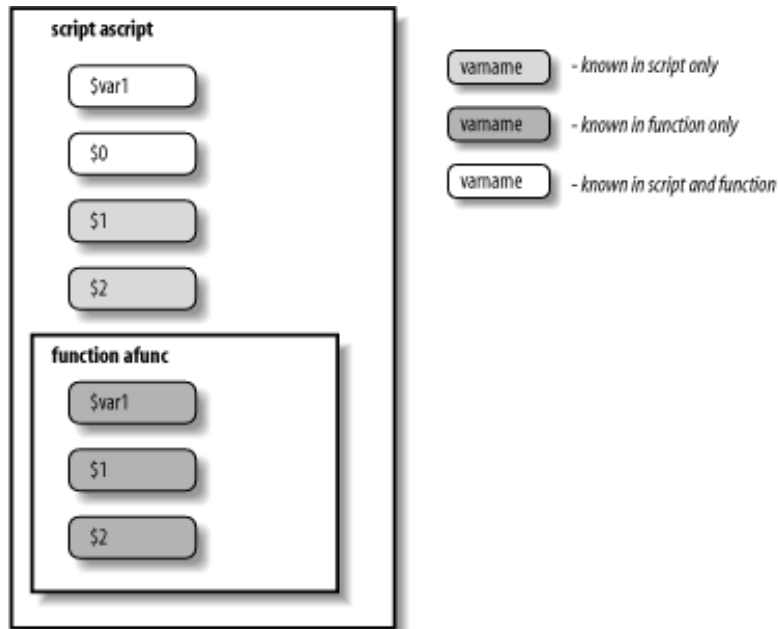 script ascript
$var1
$0
$1
$2
function afunc
$var1
$1
$2
varname - known in script only
varname - known in function only
varname - known in script and function